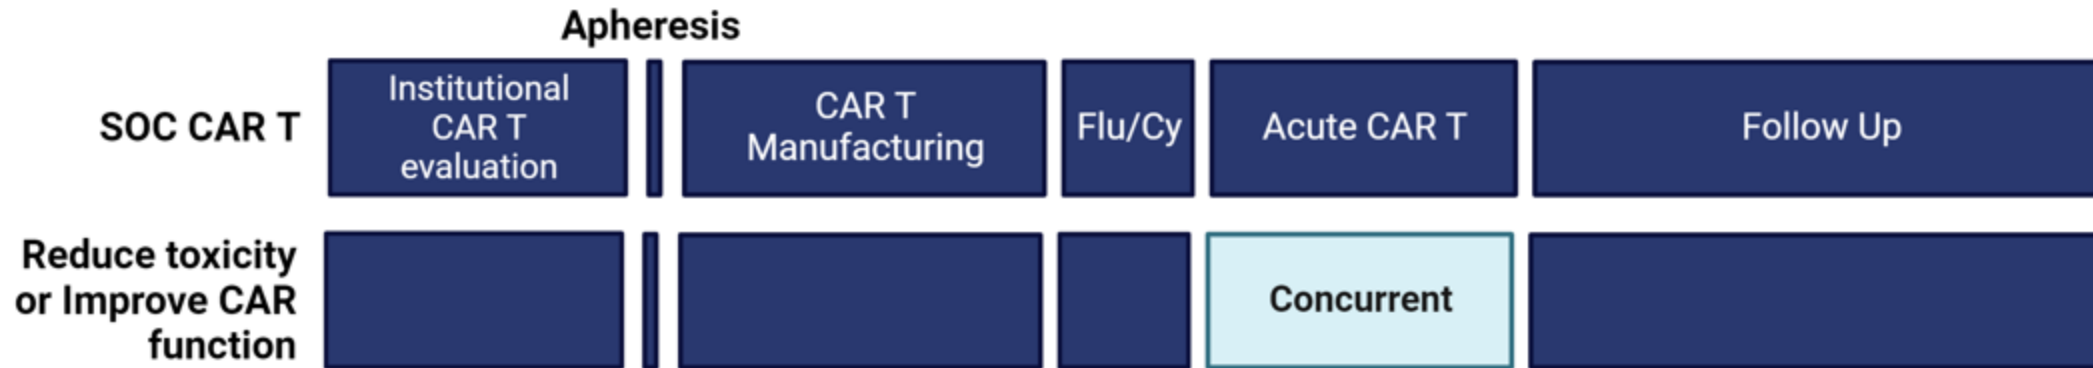 Apheresis
SOC CAR T
Institutional
CAR T
evaluation
CAR T
Manufacturing
Flu/Cy
Acute CAR T
Follow Up
Reduce toxicity
or Improve CAR
function
Concurrent